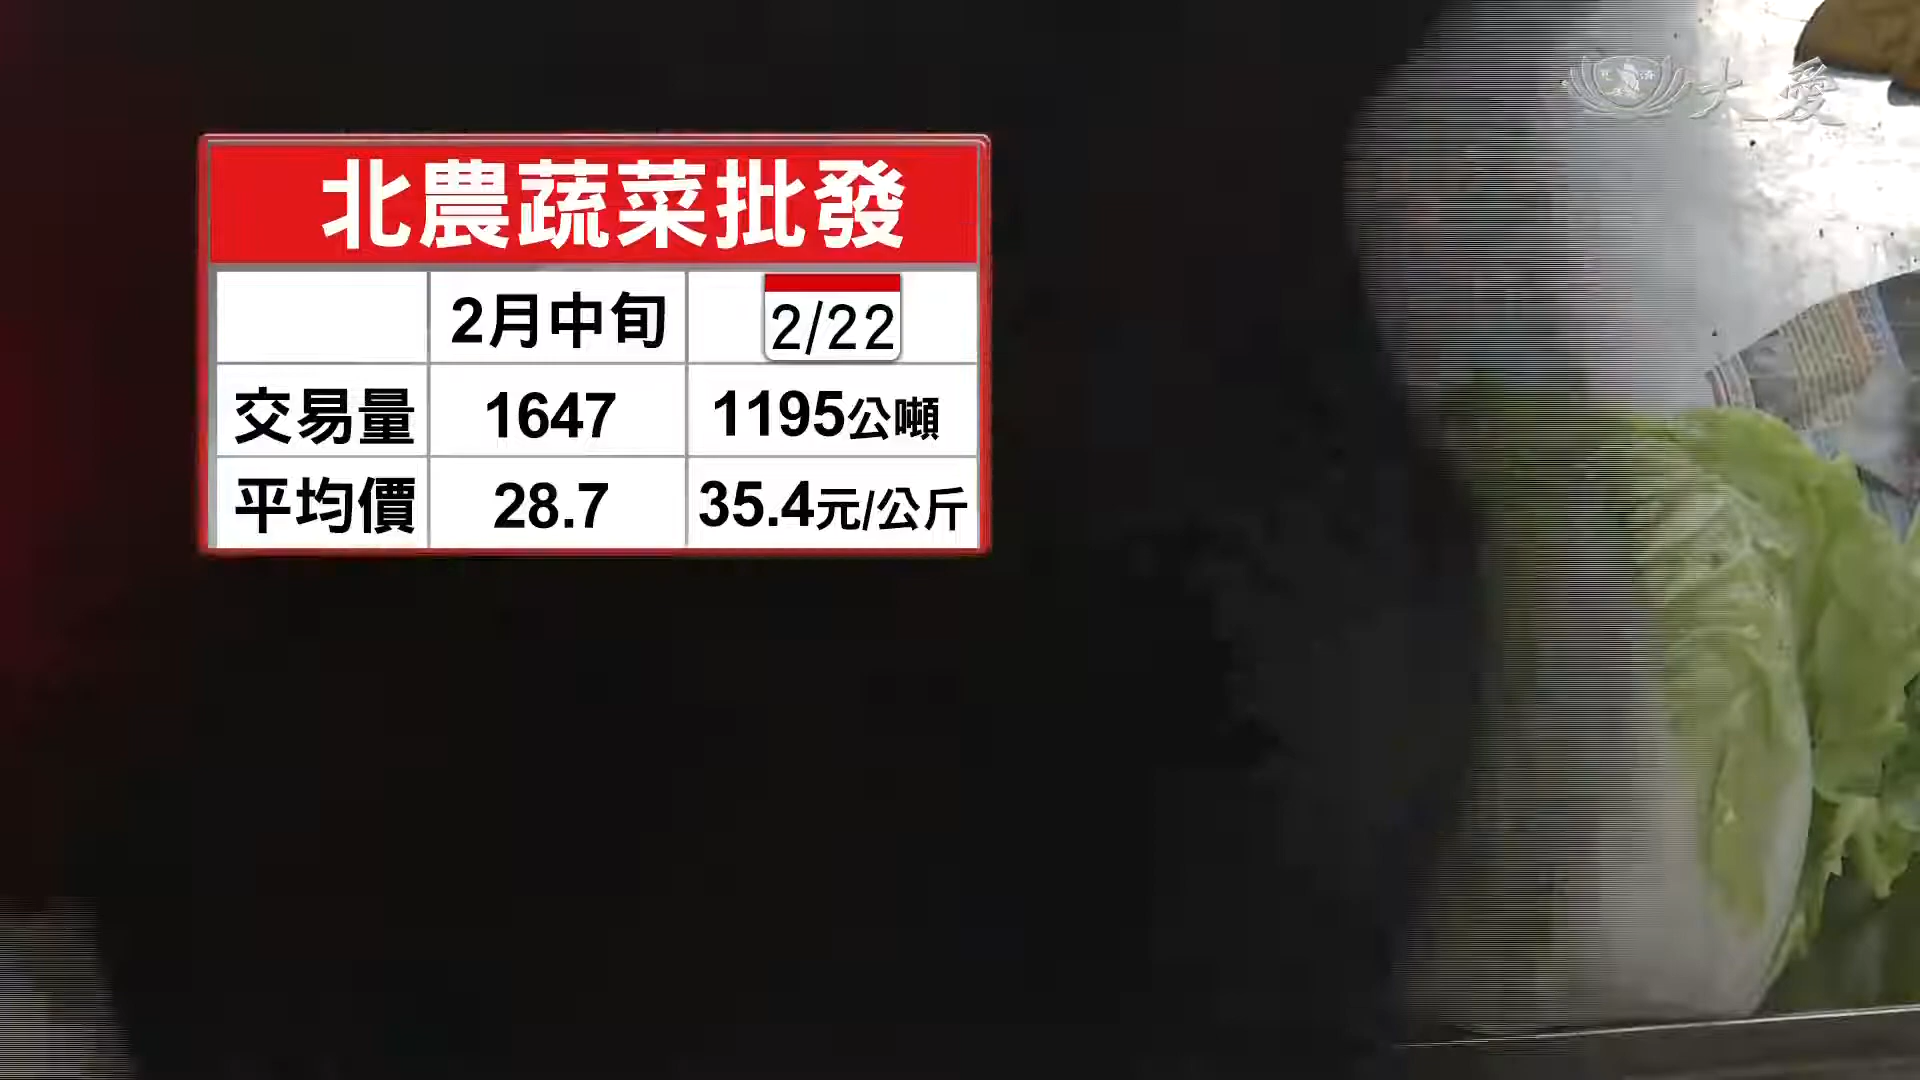 大愛
北農蔬菜批發
2月中旬 2/22
交易量 1647 1195公噸
平均價 28.7 35.4元/公斤